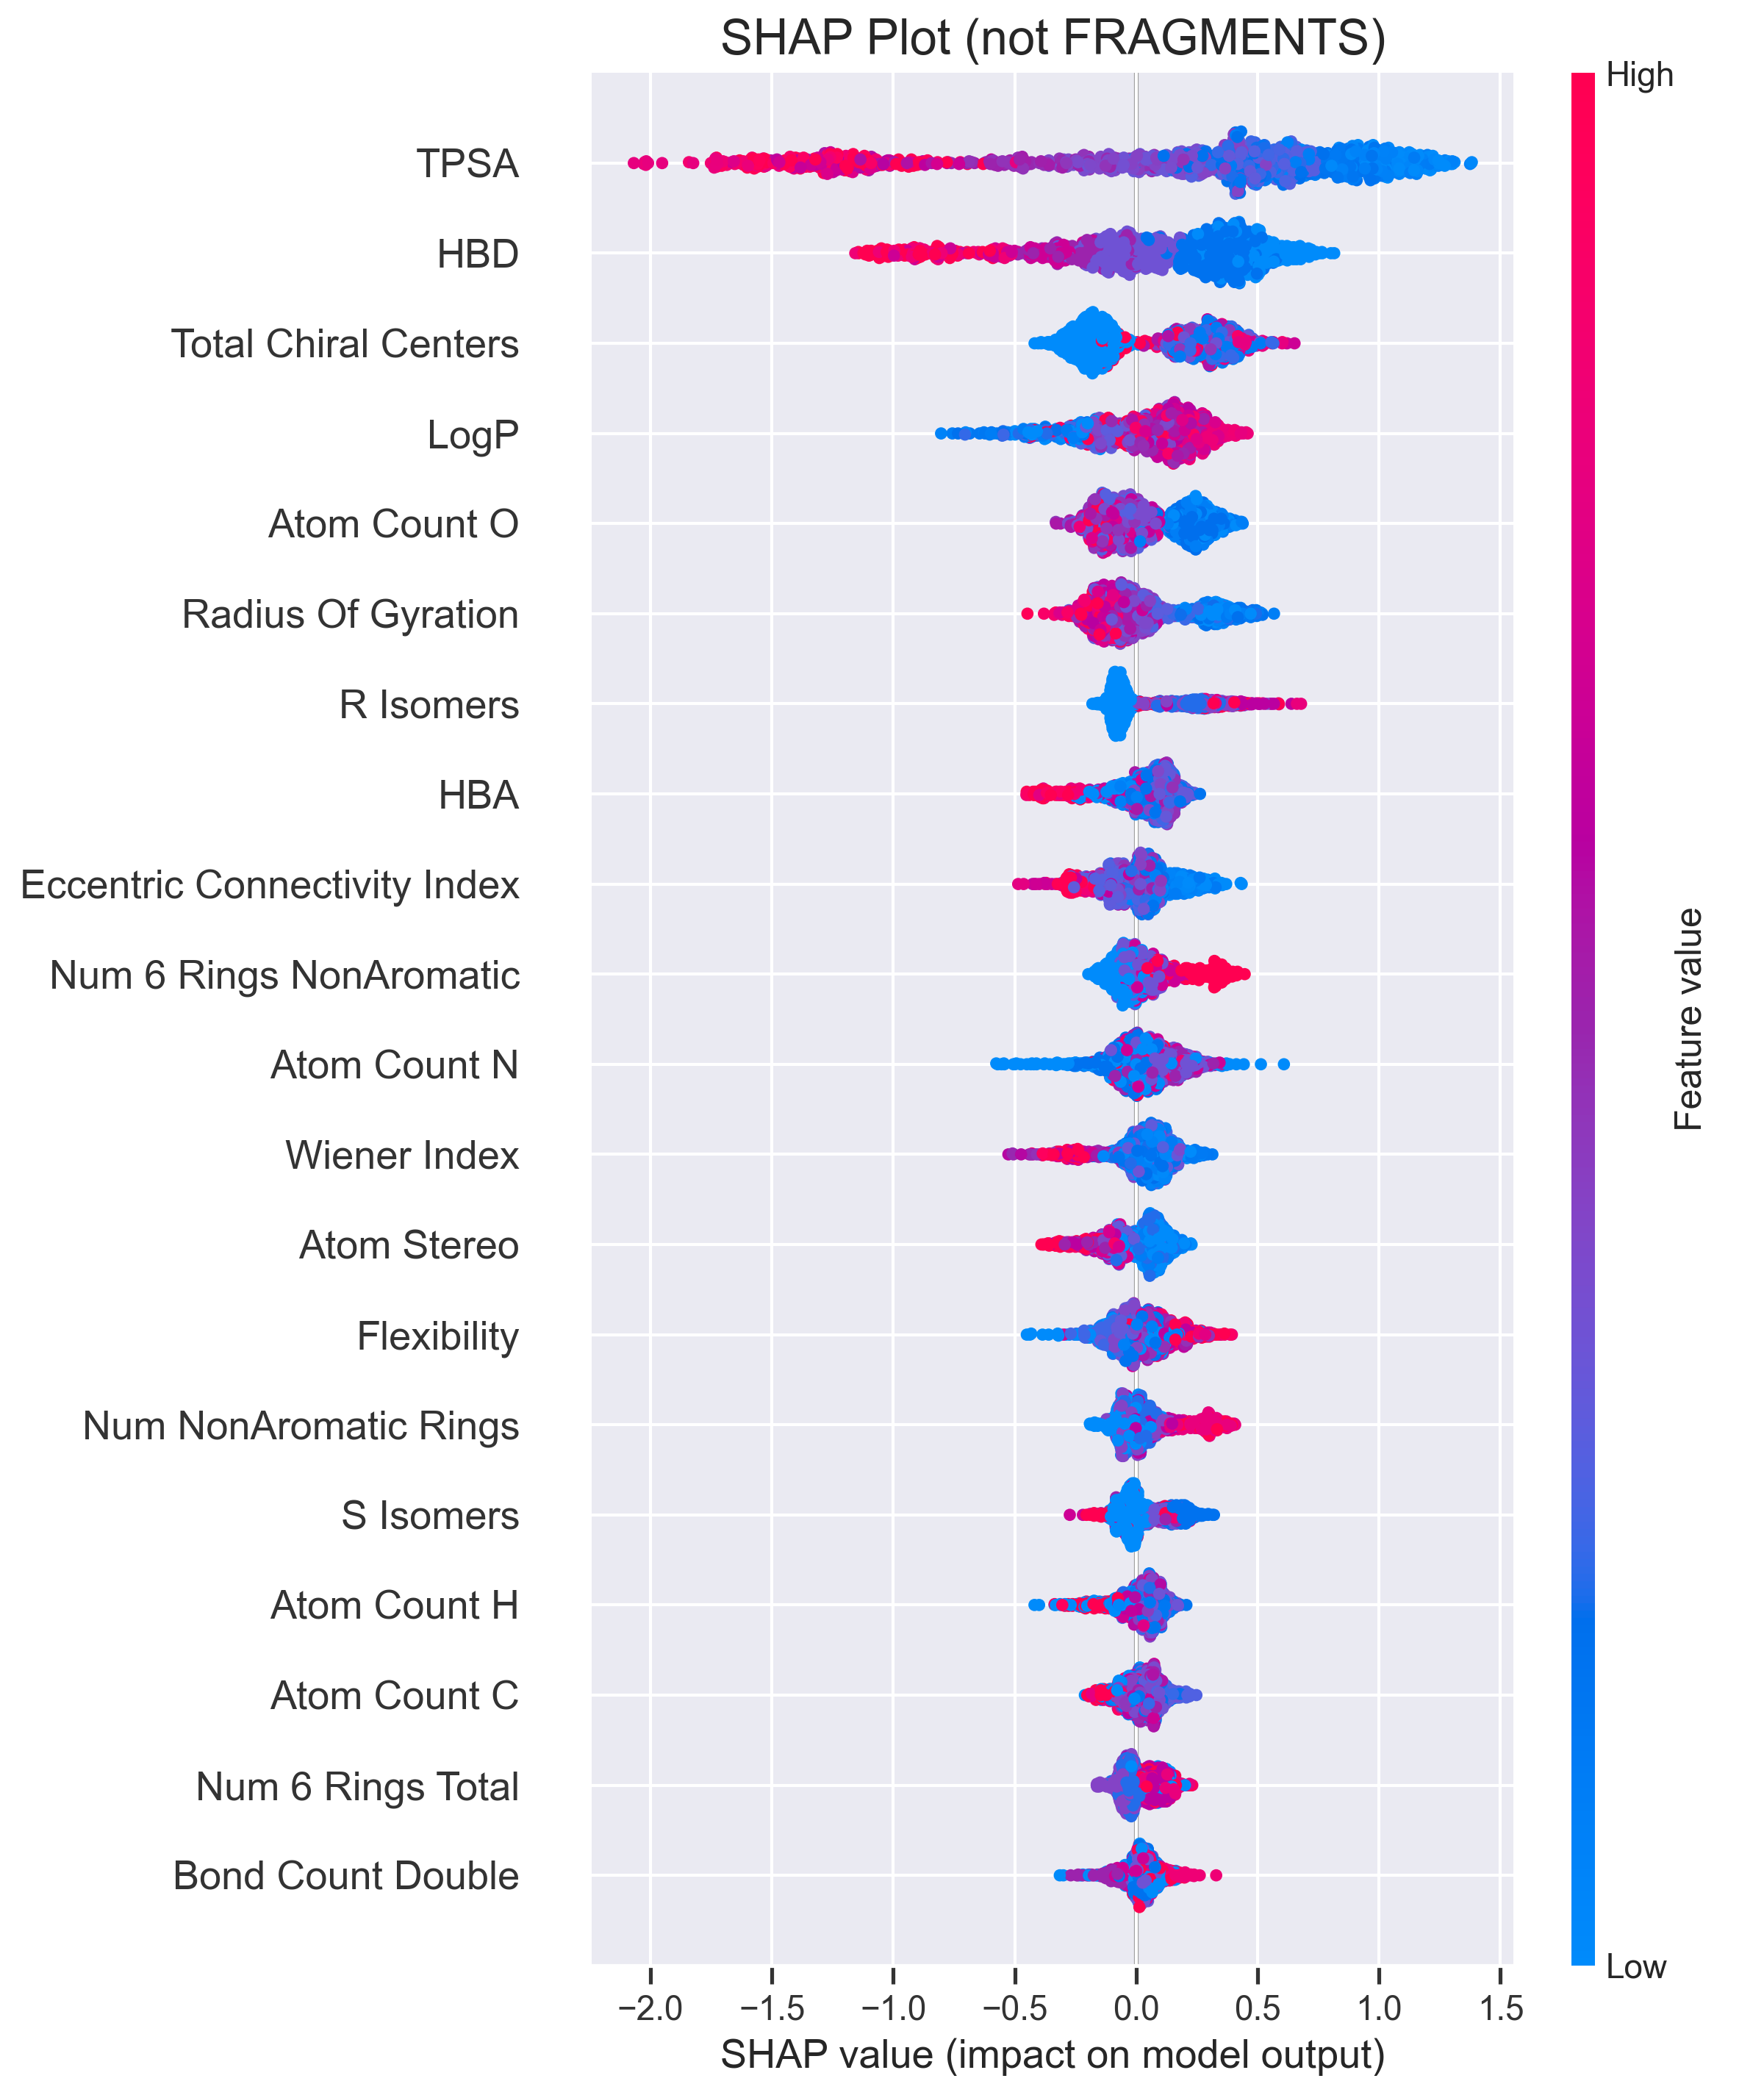 SHAP Plot (not FRAGMENTS)
High
TPSA
HBD
Total Chiral Centers
LogP
Atom Count O
Radius Of Gyration
R Isomers
HBA
Eccentric Connectivity Index
Num 6 Rings NonAromatic
Atom Count N
Wiener Index
Atom Stereo
Flexibility
Num NonAromatic Rings
S Isomers
Atom Count H
Atom Count C
Num 6 Rings Total
Bond Count Double
Feature value
Low
−2.0 −1.5 −1.0 −0.5 0.0 0.5 1.0 1.5
SHAP value (impact on model output)